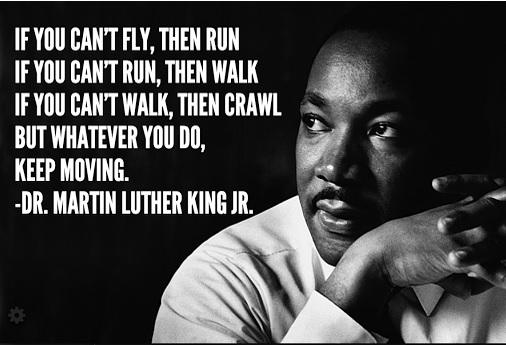 IF YOU CAN'T FLY, THEN RUN
IF YOU CAN'T RUN, THEN WALK
IF YOU CAN'T WALK, THEN CRAWL
BUT WHATEVER YOU DO,
KEEP MOVING.
-DR. MARTIN LUTHER KING JR.